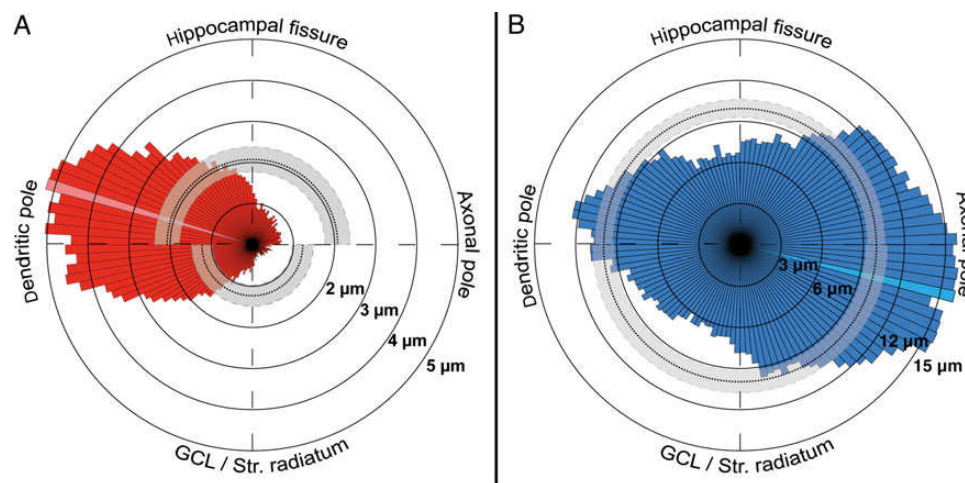 A
Hippocampal fissure
Dendritic pole
Axonal pole
2 µm
3 µm
4 µm
5 µm
GCL / Str. radiatum
B
Hippocampal fissure
Dendritic pole
Axonal pole
3 µm
6 µm
12 µm
15 µm
GCL / Str. radiatum